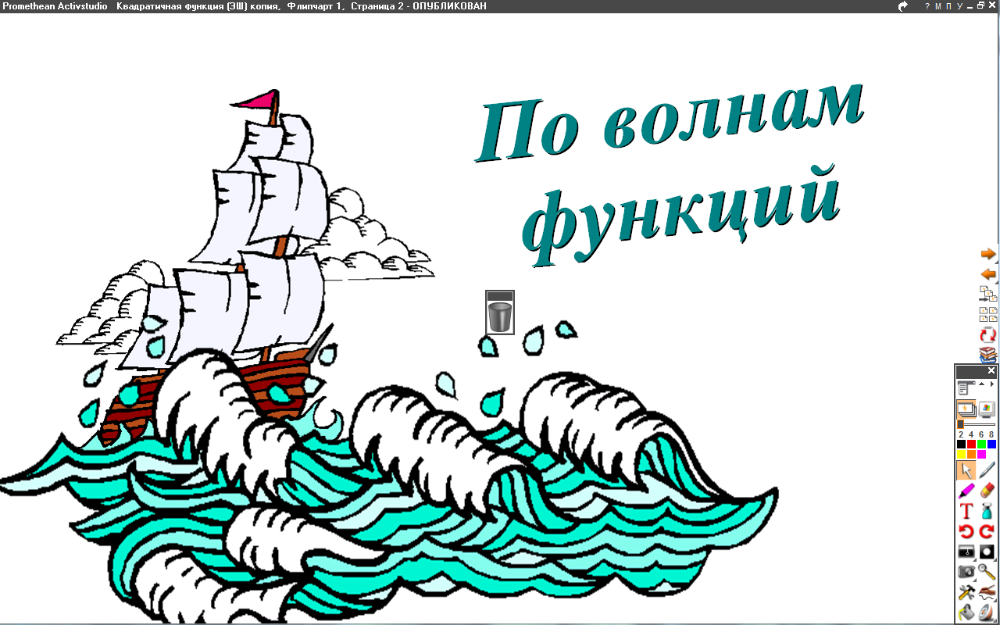 Promethean Activstudio Квадратичная функция (ЭШ) копия, Флипчарт 1, Страница 2 - ОПУБЛИКОВАН
? М П У
По волнам
функций
2 4 6 8
T